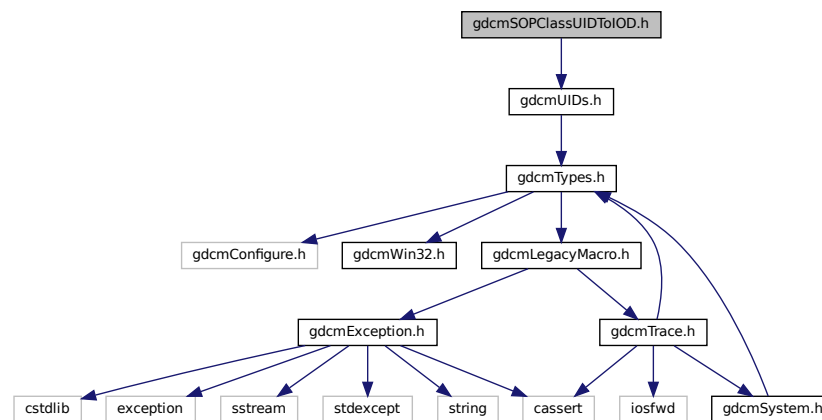 gdcmSOPClassUIDToIOD.h
gdcmUIDs.h
gdcmTypes.h
gdcmConfigure.h
gdcmWin32.h
gdcmLegacyMacro.h
gdcmException.h
gdcmTrace.h
cstdlib
exception
sstream
stdexcept
string
cassert
iosfwd
gdcmSystem.h